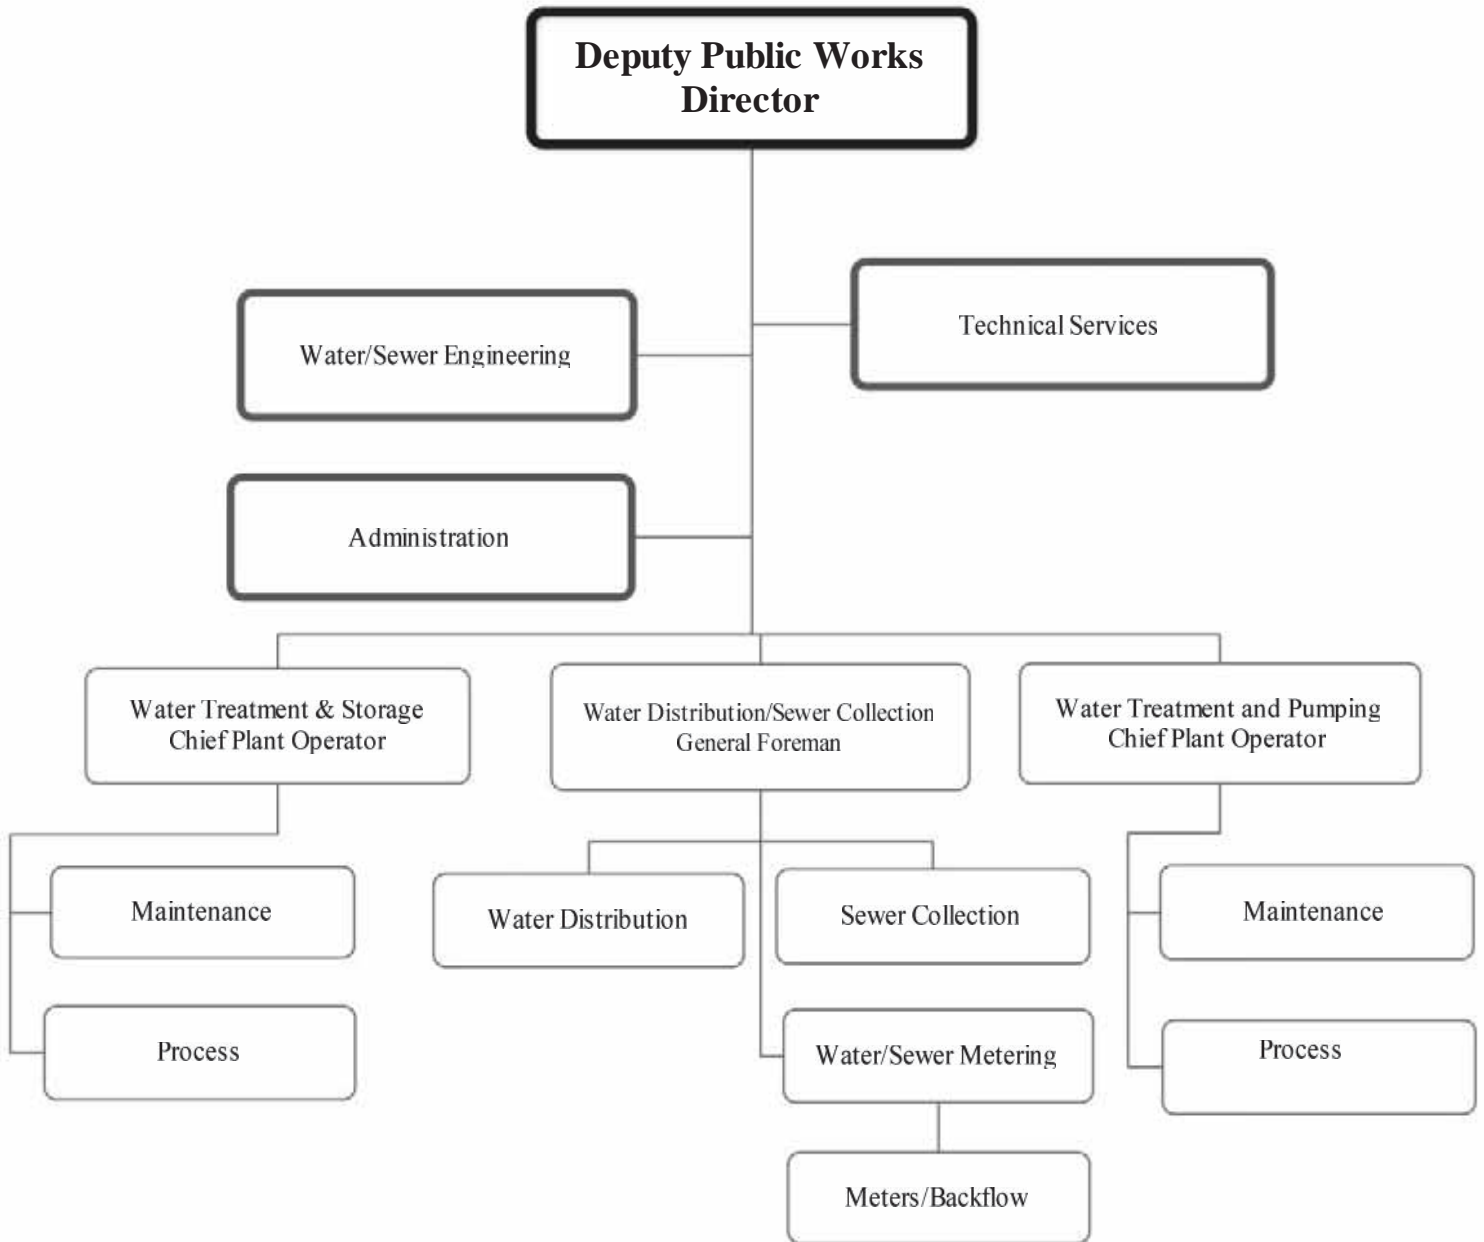 Deputy Public Works
Director
Technical Services
Water/Sewer Engineering
Administration
Water Treatment & Storage
Chief Plant Operator
Water Distribution/Sewer Collection
General Foreman
Water Treatment and Pumping
Chief Plant Operator
Maintenance
Water Distribution
Sewer Collection
Maintenance
Process
Water/Sewer Metering
Process
Meters/Backflow